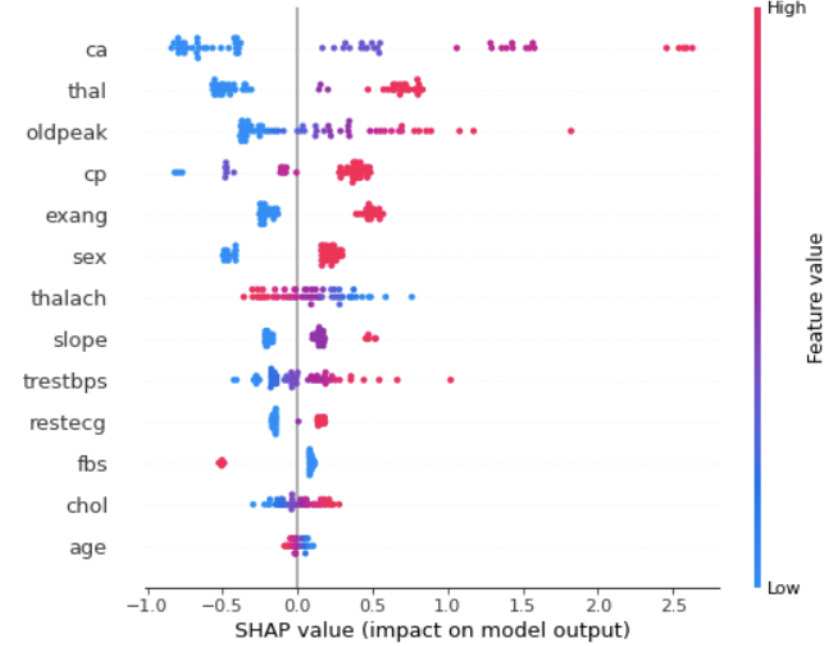 High
ca
thal
oldpeak
cp
exang
sex
thalach
slope
trestbps
restecg
fbs
chol
age
Feature value
Low
−1.0 −0.5 0.0 0.5 1.0 1.5 2.0 2.5
SHAP value (impact on model output)